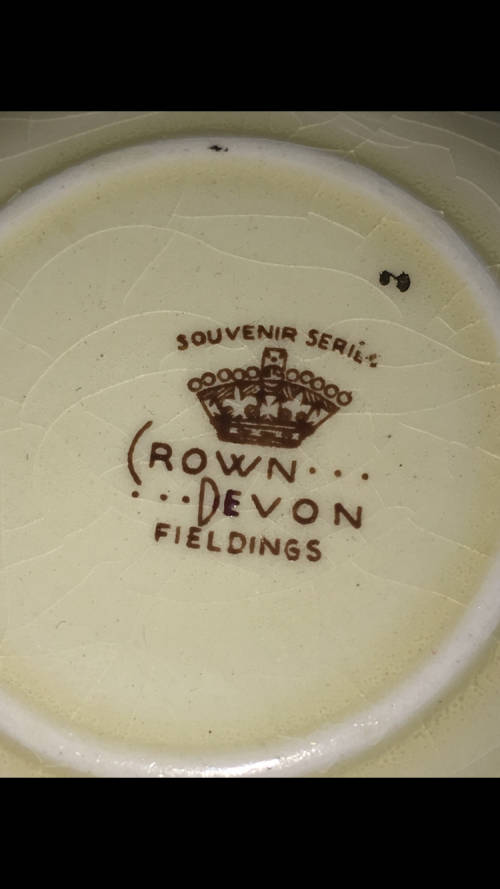 SOUVENIR SERIES
CROWN...
...DEVON
FIELDINGS